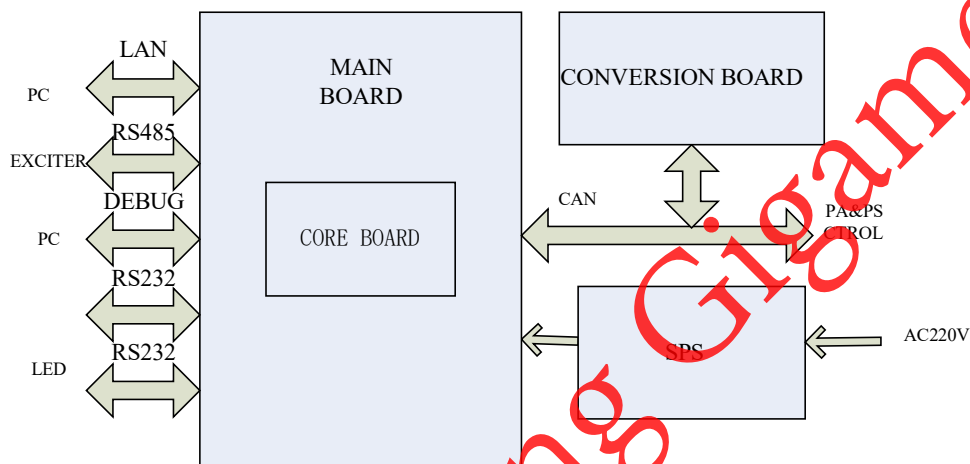 LAN
PC
RS485
EXCITER
DEBUG
PC
RS232
RS232
LED
MAIN
BOARD
CORE BOARD
CONVERSION BOARD
CAN
PA&PS
CTROL
SPS
AC220V